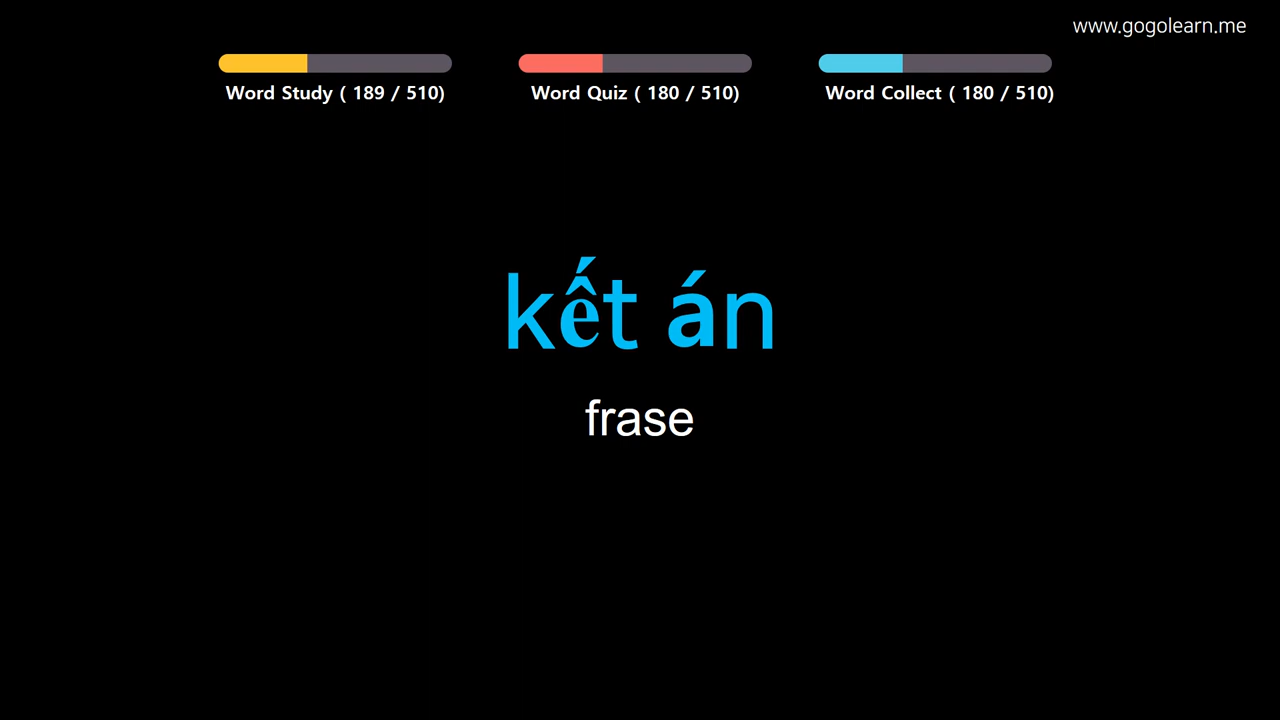 www.gogolearn.me
Word Study ( 189 / 510)
Word Quiz ( 180 / 510)
Word Collect ( 180 / 510)
kết án
frase